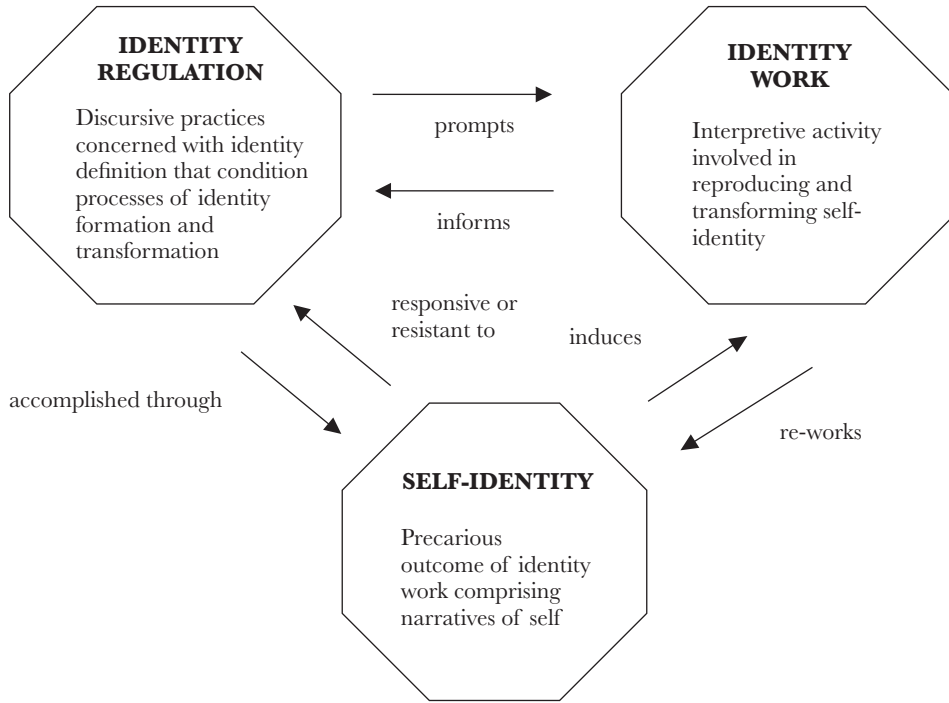 IDENTITY
REGULATION
Discursive practices
concerned with identity
definition that condition
processes of identity
formation and
transformation
prompts
informs
IDENTITY
WORK
Interpretive activity
involved in
reproducing and
transforming self-
identity
responsive or
resistant to
induces
accomplished through
re-works
SELF-IDENTITY
Precarious
outcome of identity
work comprising
narratives of self